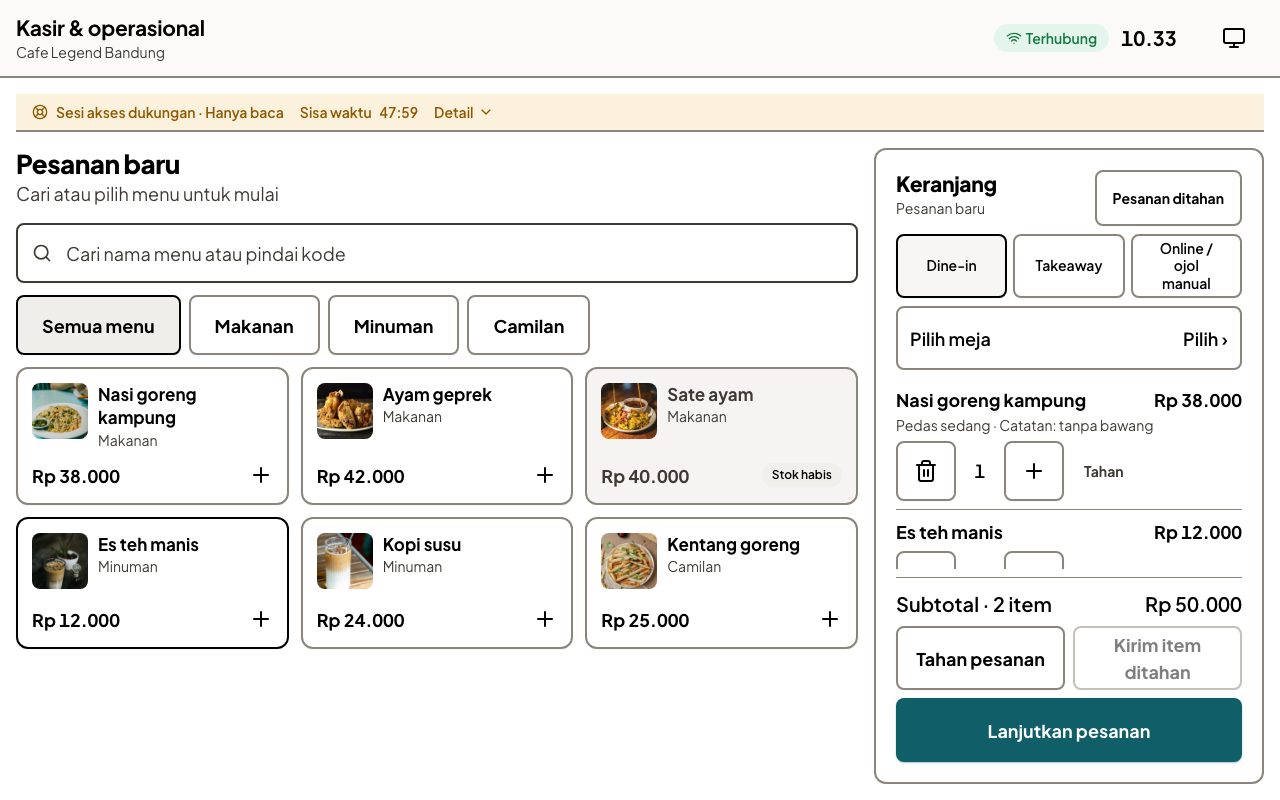 Kasir & operasional
Cafe Legend Bandung
Terhubung
10.33
Sesi akses dukungan · Hanya baca
Sisa waktu 47:59
Detail
Pesanan baru
Cari atau pilih menu untuk mulai
Cari nama menu atau pindai kode
Semua menu
Makanan
Minuman
Camilan
Nasi goreng
kampung
Makanan
Rp 38.000
Ayam geprek
Makanan
Rp 42.000
Sate ayam
Makanan
Rp 40.000
Stok habis
Es teh manis
Minuman
Rp 12.000
Kopi susu
Minuman
Rp 24.000
Kentang goreng
Camilan
Rp 25.000
Keranjang
Pesanan baru
Pesanan ditahan
Dine-in
Takeaway
Online /
ojol
manual
Pilih meja
Pilih ›
Nasi goreng kampung
Rp 38.000
Pedas sedang · Catatan: tanpa bawang
1
Tahan
Es teh manis
Rp 12.000
Subtotal · 2 item
Rp 50.000
Tahan pesanan
Kirim item
ditahan
Lanjutkan pesanan